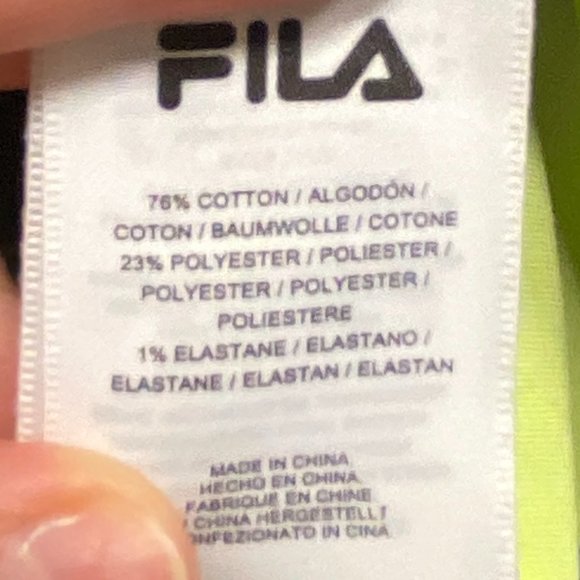 FILA
76% COTTON / ALGODÓN /
COTON / BAUMWOLLE / COTONE
23% POLYESTER / POLIESTER /
POLYESTER / POLYESTER /
POLIESTERE
1% ELASTANE / ELASTANO /
ELASTANE / ELASTAN / ELASTAN
MADE IN CHINA
HECHO EN CHINA
FABRIQUE EN CHINE
CHINA HERGESTELLT
IN CINA